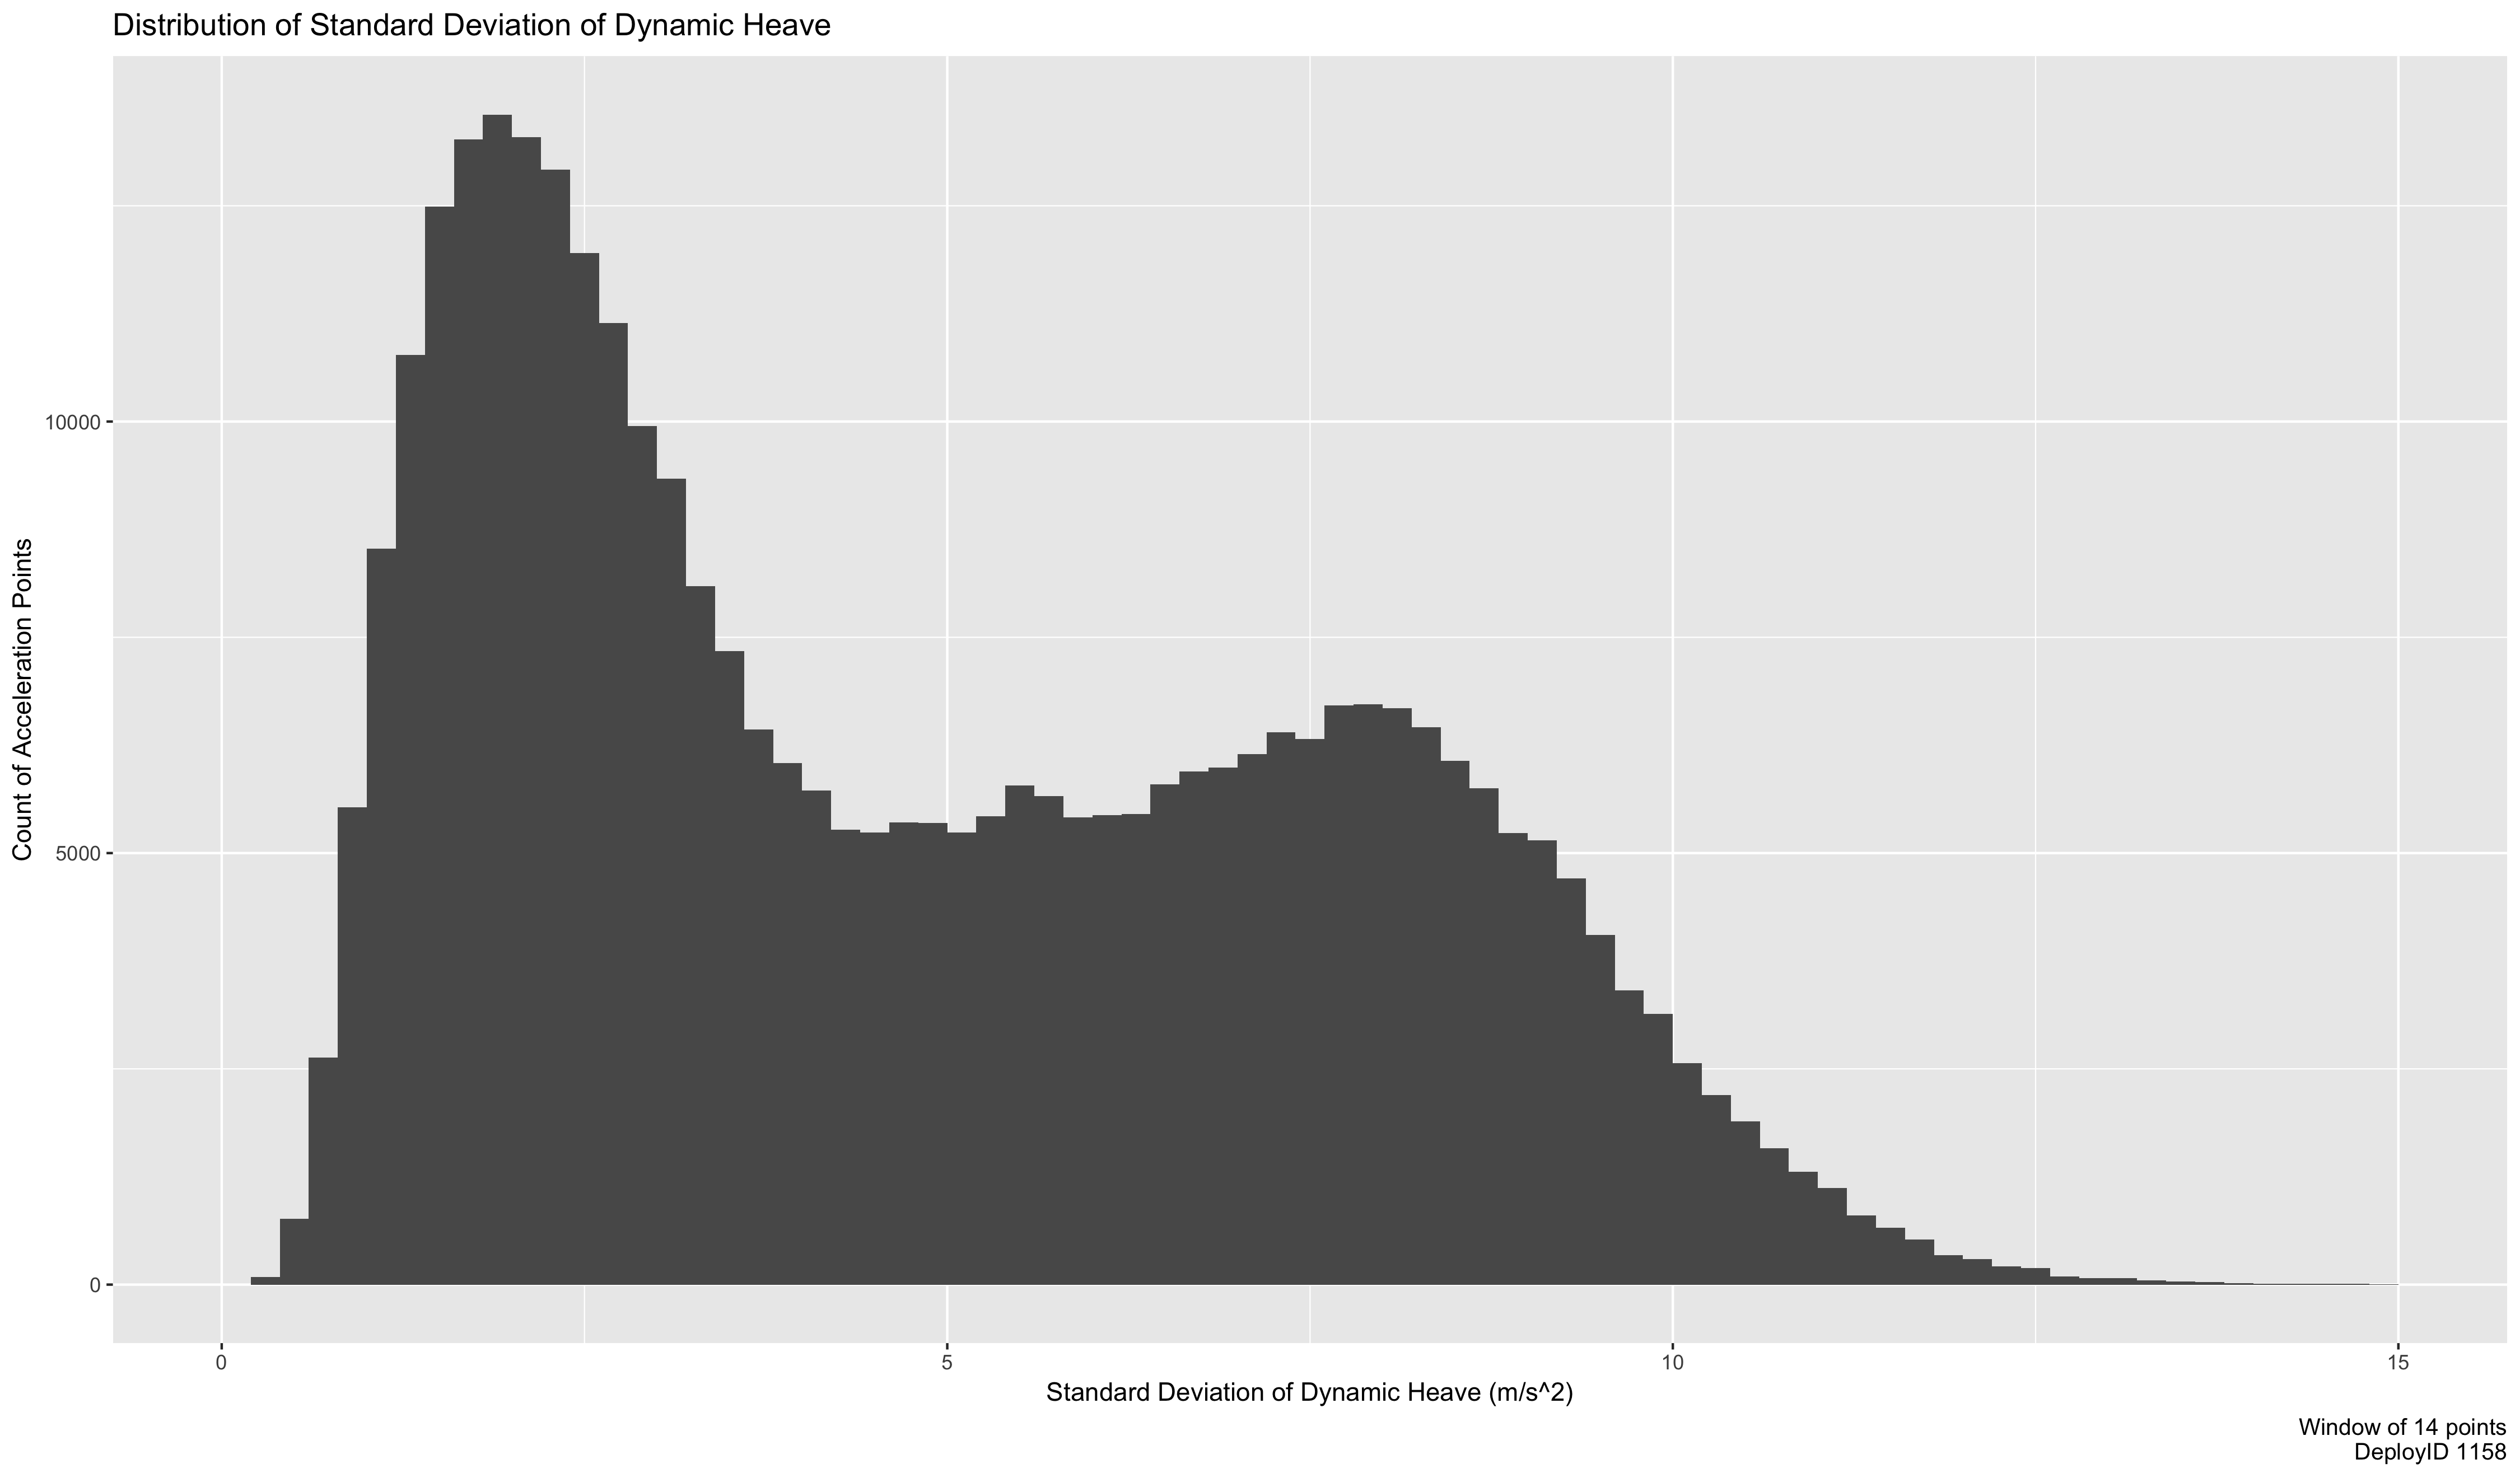 Distribution of Standard Deviation of Dynamic Heave
Count of Acceleration Points
10000
5000
0
0 5 10 15
Standard Deviation of Dynamic Heave (m/s^2)
Window of 14 points
DeployID 1158